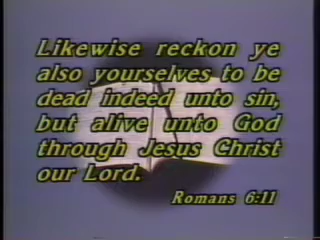 Likewise reckon ye
also yourselves to be
dead indeed unto sin,
but alive unto God
through Jesus Christ
our Lord.
Romans 6:11